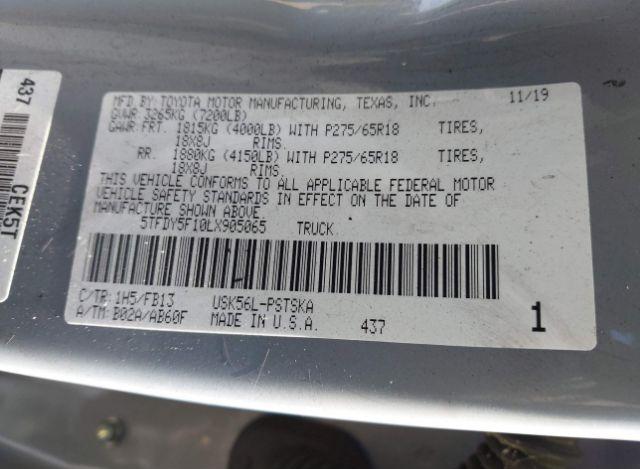 MFD.BY:TOYOTA MOTOR MANUFACTURING, TEXAS, INC. 11/19
GVWR 3265KG (7200LB)
GAWR:FRT. 1815KG (4000LB) WITH P275/65R18 TIRES,
18X8J RIMS.
RR. 1880KG (4150LB) WITH P275/65R18 TIRES,
18X8J RIMS.
THIS VEHICLE CONFORMS TO ALL APPLICABLE FEDERAL MOTOR
VEHICLE SAFETY STANDARDS IN EFFECT ON THE DATE OF
MANUFACTURE SHOWN ABOVE.
5TFDY5F10LX905065 TRUCK
C/TR: 1H5/FB13 USK56L-PSTSKA
A/TM: B02A/AB60F MADE IN U.S.A. 437 1
437
CEK5T